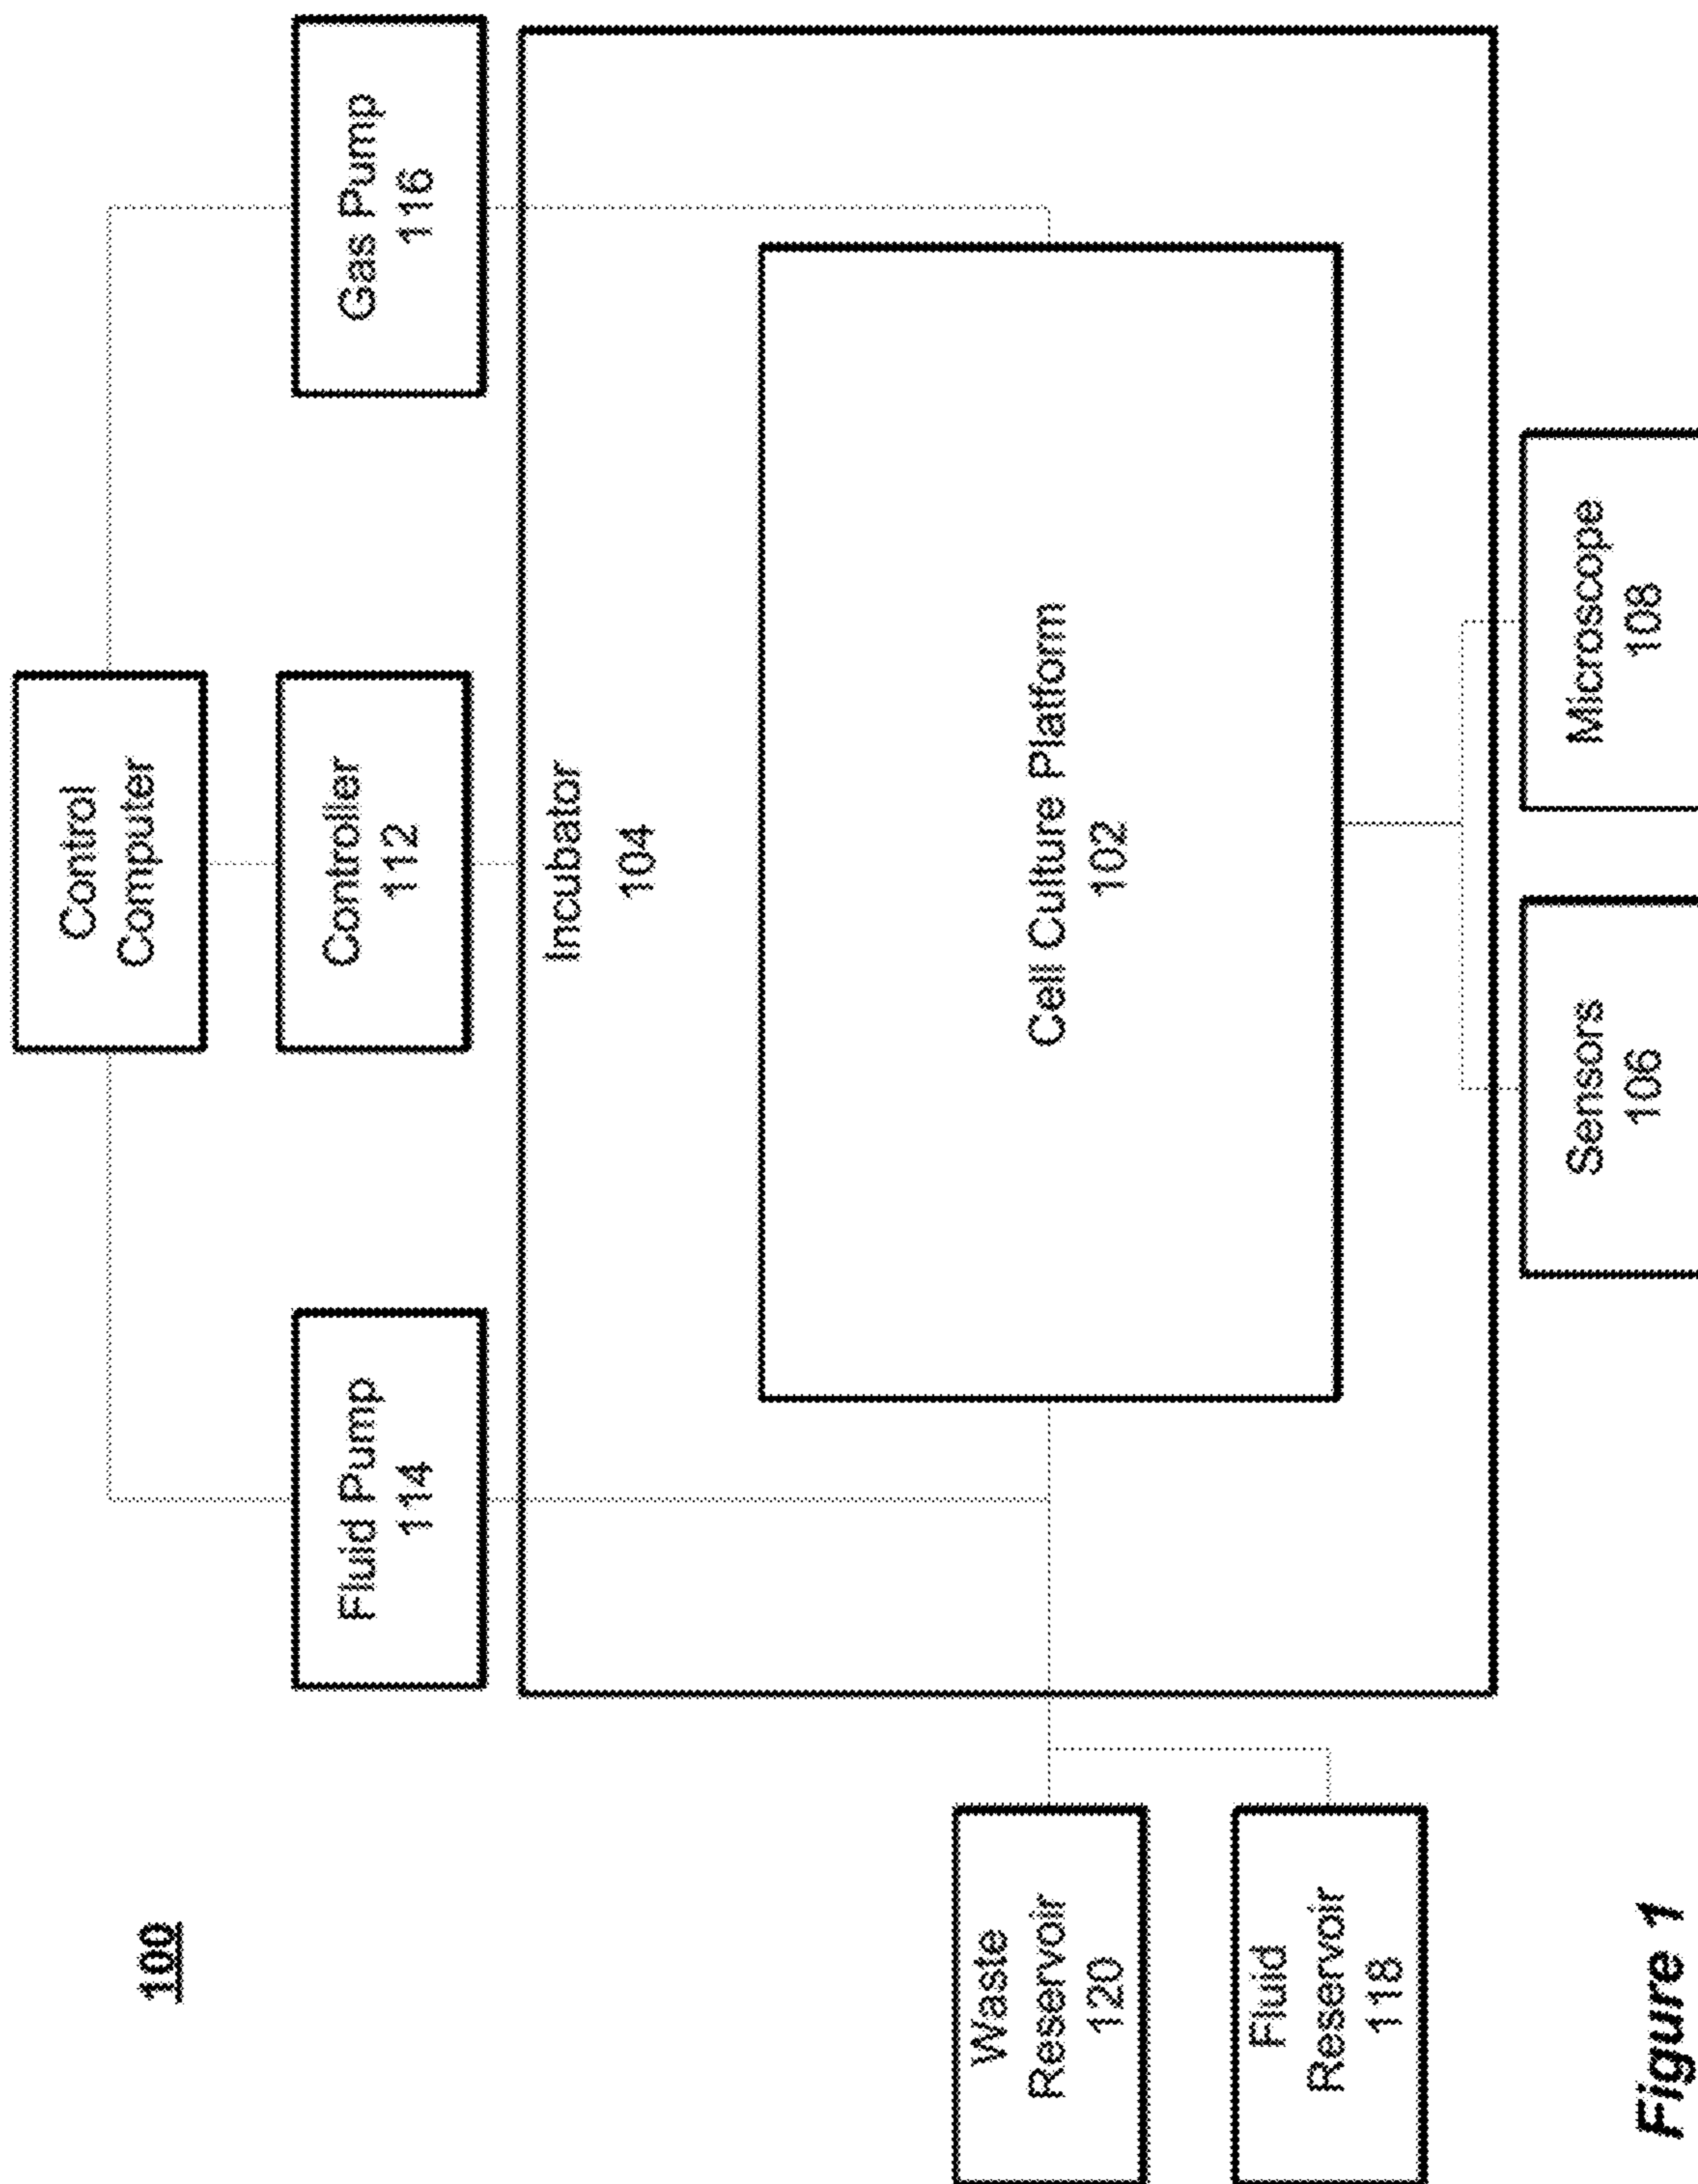 100
Control
Computer
Fluid Pump
114
Controller
112
Gas Pump
116
Incubator
104
Waste
Reservoir
120
Cell Culture Platform
102
Fluid
Reservoir
118
Sensors
106
Microscope
108
Figure 1